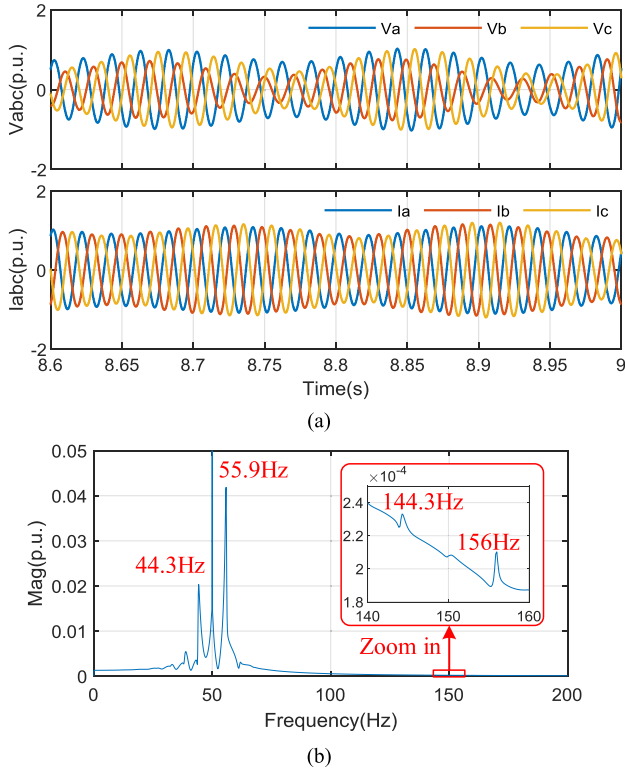 Va Vb Vc
Vabc(p.u.)
2
0
-2
Ia Ib Ic
Iabc(p.u.)
2
0
-2
8.6 8.65 8.7 8.75 8.8 8.85 8.9 8.95 9
Time(s)
(a)
Mag(p.u.)
0.05
0.04
0.03
0.02
0.01
0
55.9Hz
44.3Hz
×10⁻⁴
2.4
2.2
2
1.8
144.3Hz
156Hz
140 150 160
Zoom in
0 50 100 150 200
Frequency(Hz)
(b)